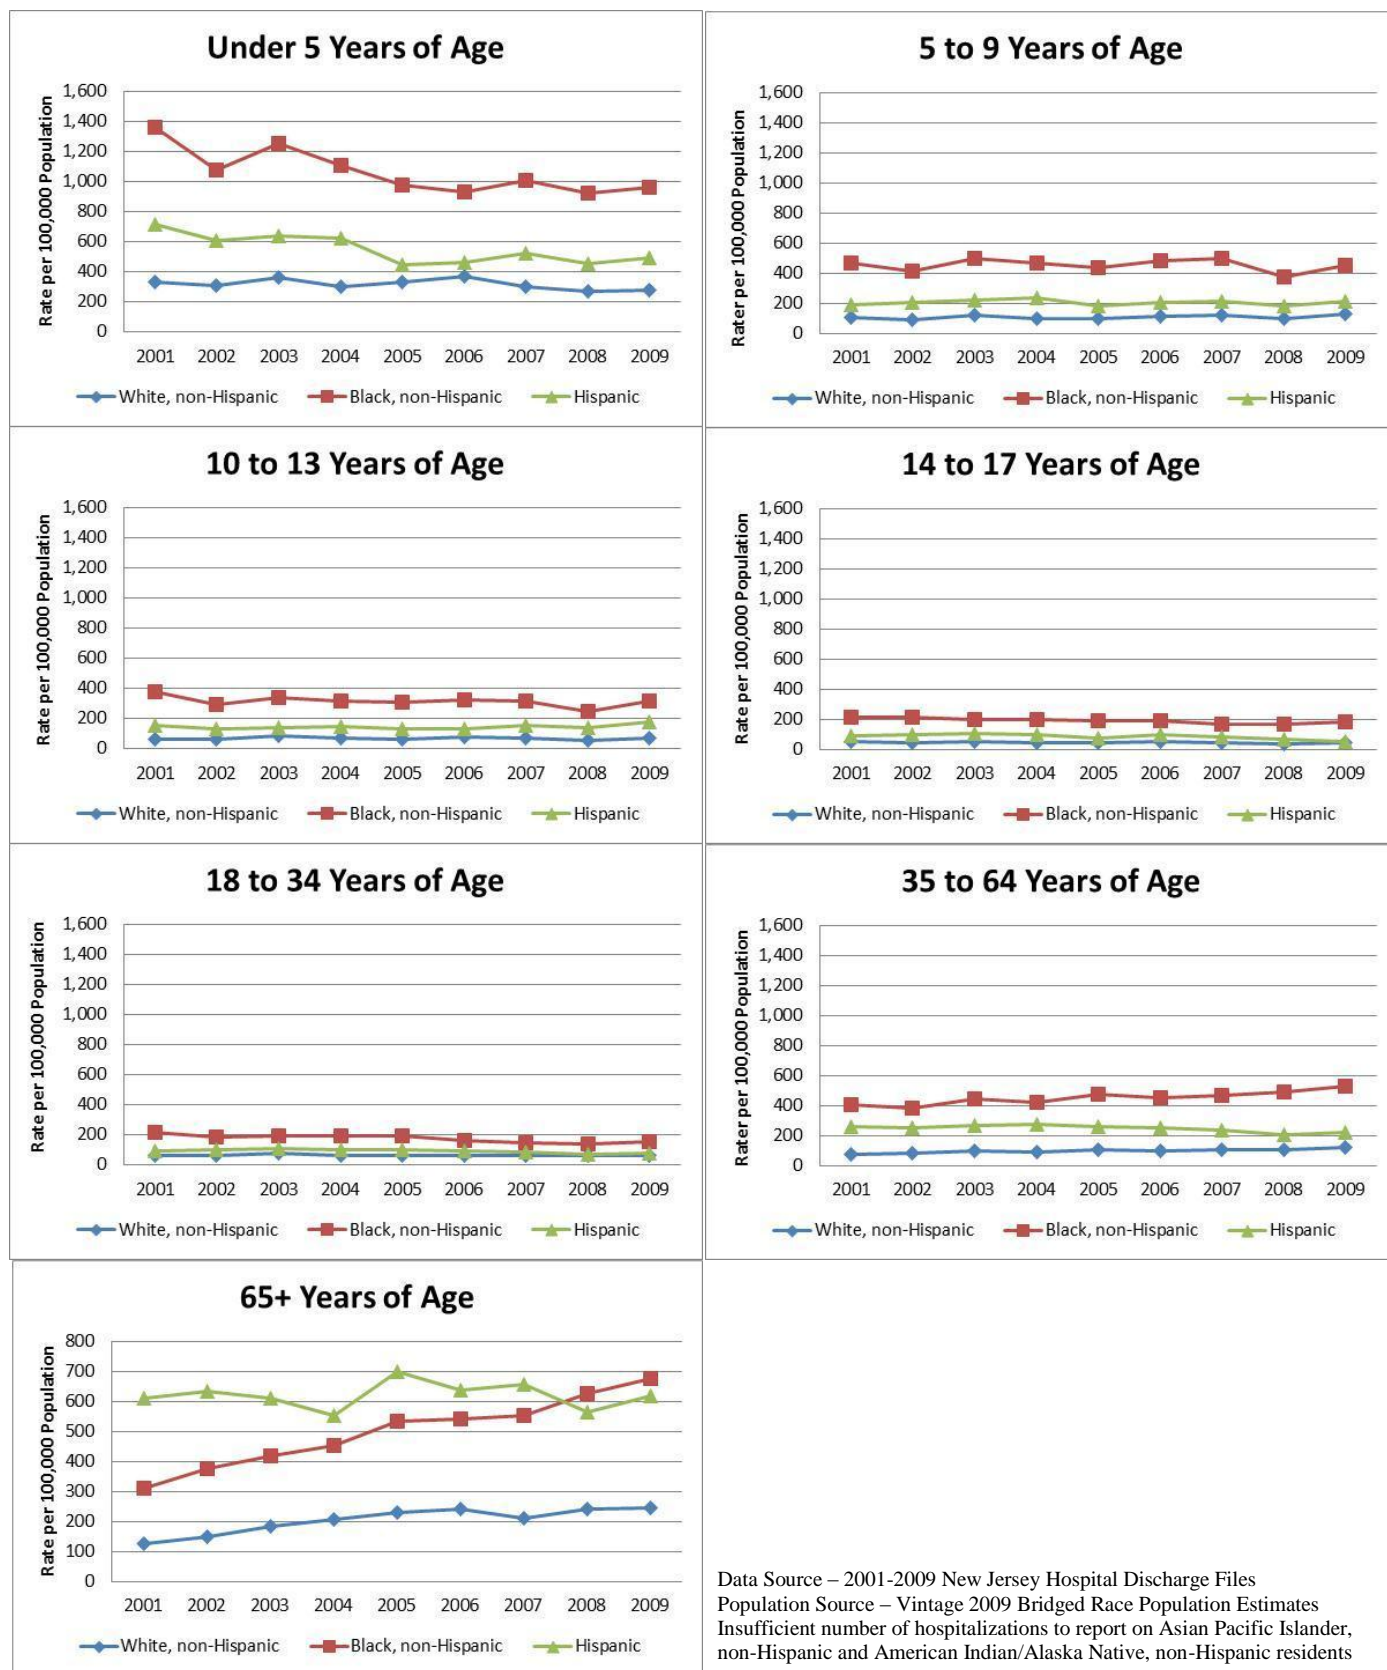 Under 5 Years of Age
Rate per 100,000 Population
1,600
1,400
1,200
1,000
800
600
400
200
0
2001 2002 2003 2004 2005 2006 2007 2008 2009
White, non-Hispanic Black, non-Hispanic Hispanic
5 to 9 Years of Age
Rater per 100,000 Population
1,600
1,400
1,200
1,000
800
600
400
200
0
2001 2002 2003 2004 2005 2006 2007 2008 2009
White, non-Hispanic Black, non-Hispanic Hispanic
10 to 13 Years of Age
Rate per 100,000 Population
1,600
1,400
1,200
1,000
800
600
400
200
0
2001 2002 2003 2004 2005 2006 2007 2008 2009
White, non-Hispanic Black, non-Hispanic Hispanic
14 to 17 Years of Age
Rater per 100,000 Population
1,600
1,400
1,200
1,000
800
600
400
200
0
2001 2002 2003 2004 2005 2006 2007 2008 2009
White, non-Hispanic Black, non-Hispanic Hispanic
18 to 34 Years of Age
Rate per 100,000 Population
1,600
1,400
1,200
1,000
800
600
400
200
0
2001 2002 2003 2004 2005 2006 2007 2008 2009
White, non-Hispanic Black, non-Hispanic Hispanic
35 to 64 Years of Age
Rater per 100,000 Population
1,600
1,400
1,200
1,000
800
600
400
200
0
2001 2002 2003 2004 2005 2006 2007 2008 2009
White, non-Hispanic Black, non-Hispanic Hispanic
65+ Years of Age
Rate per 100,000 Population
800
700
600
500
400
300
200
100
0
2001 2002 2003 2004 2005 2006 2007 2008 2009
White, non-Hispanic Black, non-Hispanic Hispanic
Data Source – 2001-2009 New Jersey Hospital Discharge Files
Population Source – Vintage 2009 Bridged Race Population Estimates
Insufficient number of hospitalizations to report on Asian Pacific Islander,
non-Hispanic and American Indian/Alaska Native, non-Hispanic residents